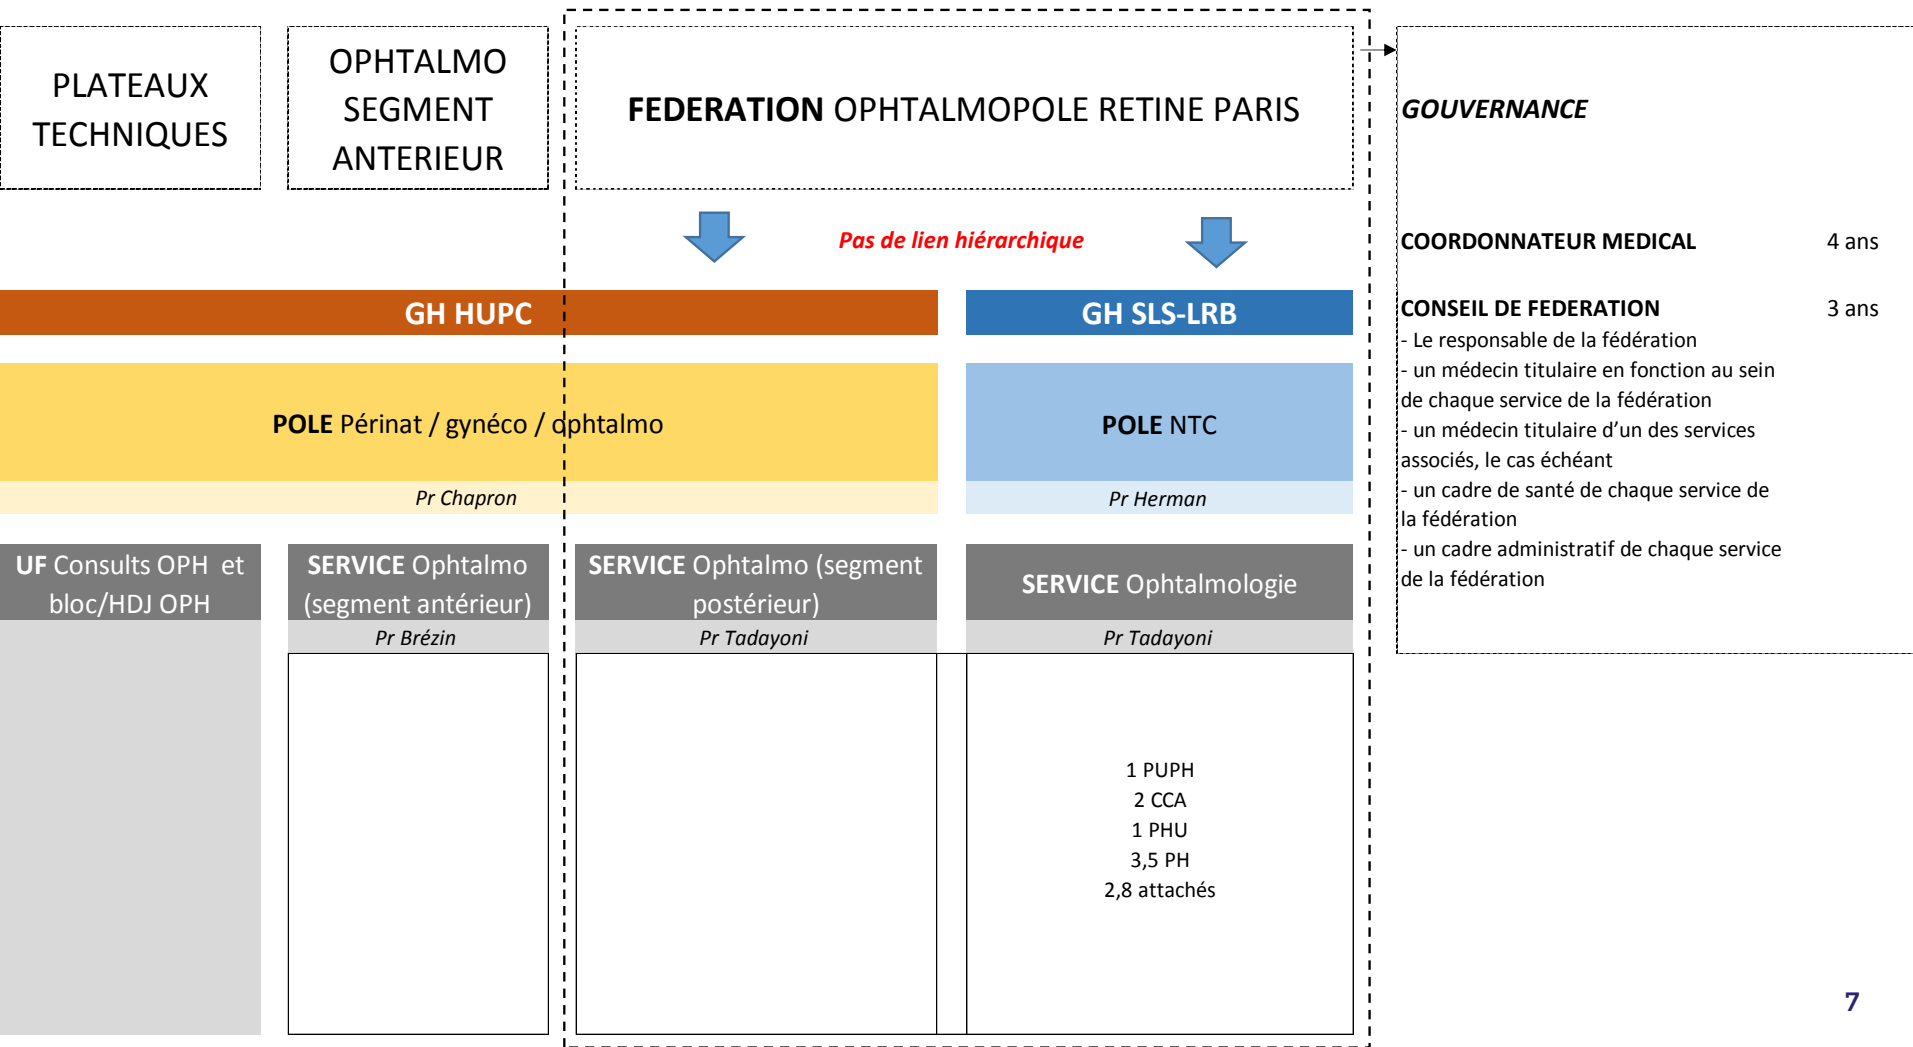 PLATEAUX
TECHNIQUES
OPHTALMO
SEGMENT
ANTERIEUR
FEDERATION OPHTALMOPOLE RETINE PARIS
GOUVERNANCE
Pas de lien hiérarchique
COORDONNATEUR MEDICAL 4 ans
GH HUPC
GH SLS-LRB
CONSEIL DE FEDERATION 3 ans
- Le responsable de la fédération
- un médecin titulaire en fonction au sein
de chaque service de la fédération
- un médecin titulaire d'un des services
associés, le cas échéant
- un cadre de santé de chaque service de
la fédération
- un cadre administratif de chaque service
de la fédération
POLE Périnat / gynéco / ophtalmo
POLE NTC
Pr Chapron
Pr Herman
UF Consults OPH et
bloc/HDJ OPH
SERVICE Ophtalmo
(segment antérieur)
SERVICE Ophtalmo (segment
postérieur)
SERVICE Ophtalmologie
Pr Brézin
Pr Tadayoni
Pr Tadayoni
1 PUPH
2 CCA
1 PHU
3,5 PH
2,8 attachés
7